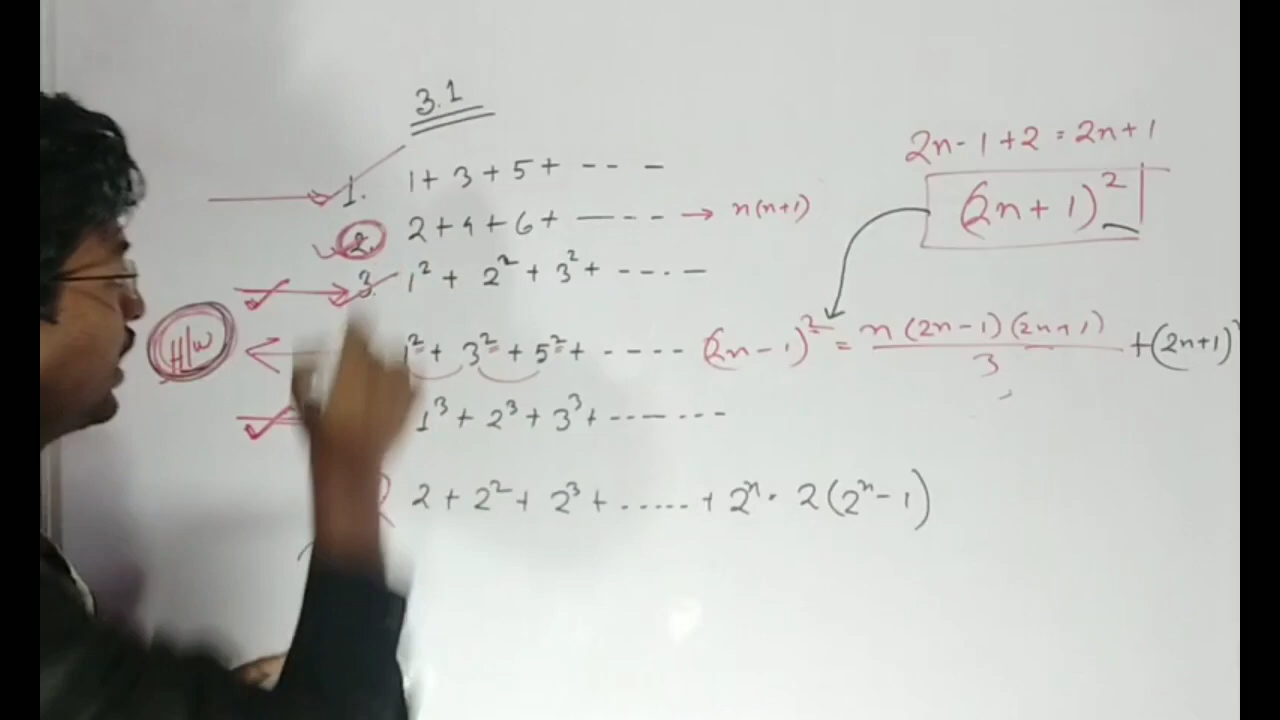 3.1
2n-1+2=2n+1
1. 1+3+5+-- -
(2n+1)²
2. 2+4+6+ --- → n(n+1)
3. 1²+2²+3²+----
H/W
1²+3²+5²+---- (2n-1)² = n(2n-1)(2n+1)/3 +(2n+1)
1³+2³+3³+------
2+2²+2³+.....+2ⁿ. 2(2ⁿ-1)